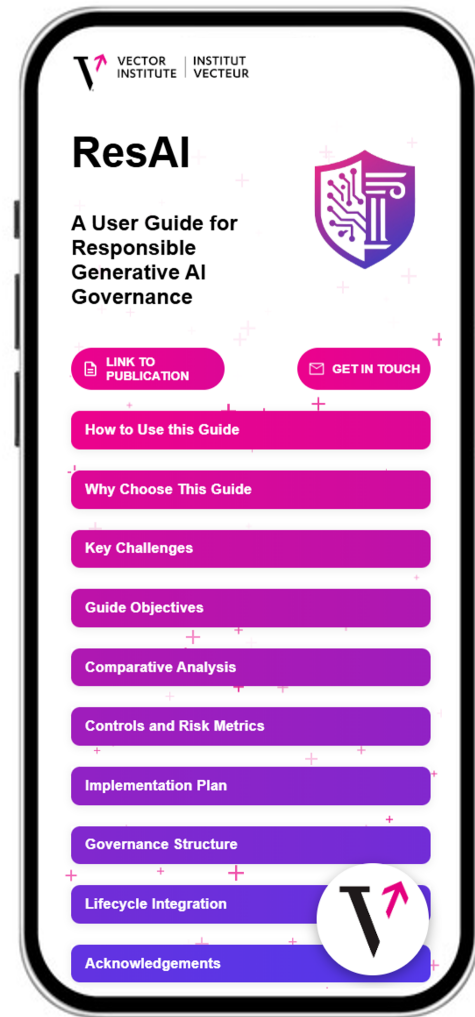 VECTOR INSTITUTE | INSTITUT VECTEUR
ResAI
A User Guide for
Responsible
Generative AI
Governance
LINK TO
PUBLICATION
GET IN TOUCH
How to Use this Guide
Why Choose This Guide
Key Challenges
Guide Objectives
Comparative Analysis
Controls and Risk Metrics
Implementation Plan
Governance Structure
Lifecycle Integration
Acknowledgements